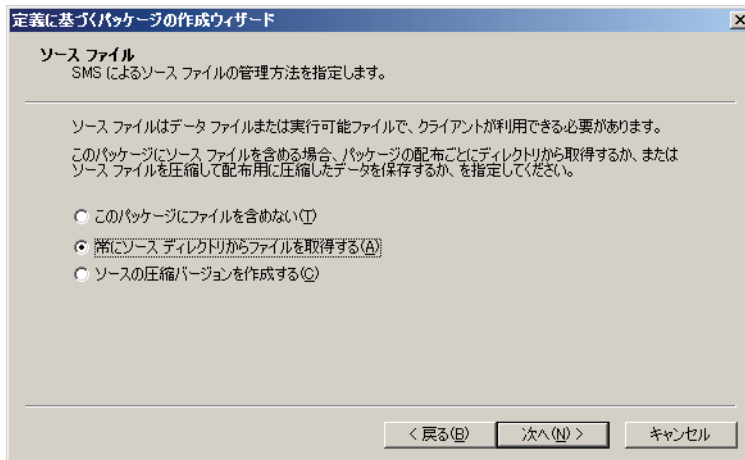 定義に基づくパッケージの作成ウィザード
ソース ファイル
SMS によるソース ファイルの管理方法を指定します。
ソース ファイルはデータ ファイルまたは実行可能ファイルで、クライアントが利用できる必要があります。
このパッケージにソース ファイルを含める場合、パッケージの配布ごとにディレクトリから取得するか、または
ソース ファイルを圧縮して配布用に圧縮したデータを保存するか、を指定してください。
このパッケージにファイルを含めない(T)
常にソース ディレクトリからファイルを取得する(A)
ソースの圧縮バージョンを作成する(C)
< 戻る(B) 次へ(N) > キャンセル